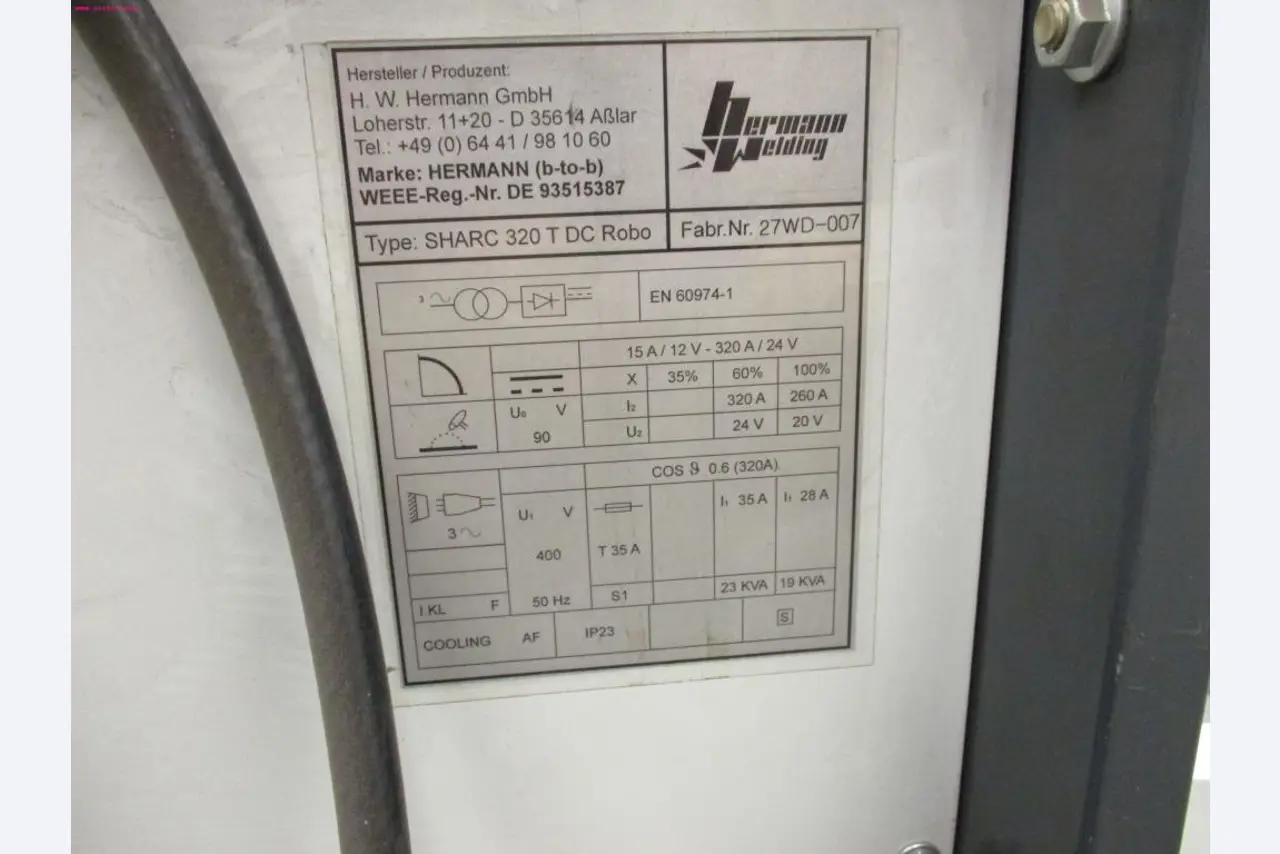 Hersteller / Produzent:
H. W. Hermann GmbH
Loherstr. 11+20 - D 35614 Aßlar
Tel.: +49 (0) 64 41 / 98 10 60
Marke: HERMANN (b-to-b)
WEEE-Reg.-Nr. DE 93515387
hermann
Welding
Type: SHARC 320 T DC Robo
Fabr.Nr. 27WD-007
3
EN 60974-1
15 A / 12 V - 320 A / 24 V
X 35% 60% 100%
U₀ V
I₂ 320 A 260 A
90
U₂ 24 V 20 V
COS ϑ 0.6 (320A)
3
U₁ V
I₁ 35 A I₁ 28 A
400
T 35 A
I KL F
50 Hz
S1
23 KVA 19 KVA
COOLING AF
IP23
S